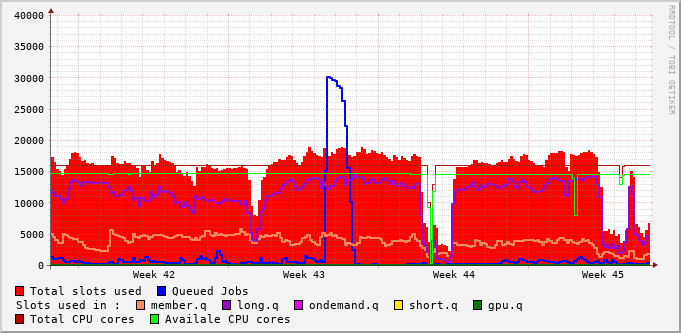 40000
35000
30000
25000
20000
15000
10000
5000
0
Week 42 Week 43 Week 44 Week 45
RRDTOOL / TOBI OETIKER
Total slots used Queued Jobs
Slots used in : member.q long.q ondemand.q short.q gpu.q
Total CPU cores Availale CPU cores